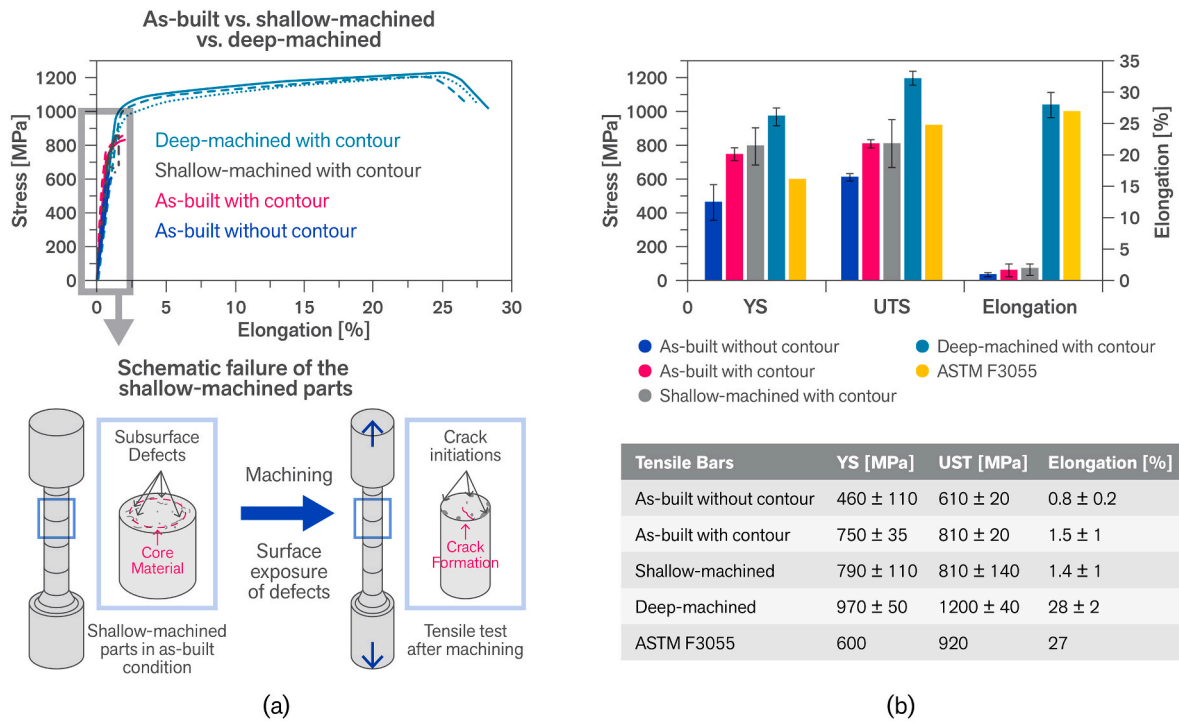 As-built vs. shallow-machined
vs. deep-machined
Stress [MPa]
1200
1000
800
600
400
200
0
Deep-machined with contour
Shallow-machined with contour
As-built with contour
As-built without contour
0 5 10 15 20 25 30
Elongation [%]
Schematic failure of the
shallow-machined parts
Subsurface
Defects
Core
Material
Shallow-machined
parts in as-built
condition
Machining
Surface
exposure
of defects
Crack
initiations
Crack
Formation
Tensile test
after machining
(a)
Stress [MPa]
1200
1000
800
600
400
200
0
Elongation [%]
35
30
25
20
15
10
5
0
0 YS UTS Elongation
As-built without contour
As-built with contour
Shallow-machined with contour
Deep-machined with contour
ASTM F3055
Tensile Bars YS [MPa] UST [MPa] Elongation [%]
As-built without contour 460 ± 110 610 ± 20 0.8 ± 0.2
As-built with contour 750 ± 35 810 ± 20 1.5 ± 1
Shallow-machined 790 ± 110 810 ± 140 1.4 ± 1
Deep-machined 970 ± 50 1200 ± 40 28 ± 2
ASTM F3055 600 920 27
(b)